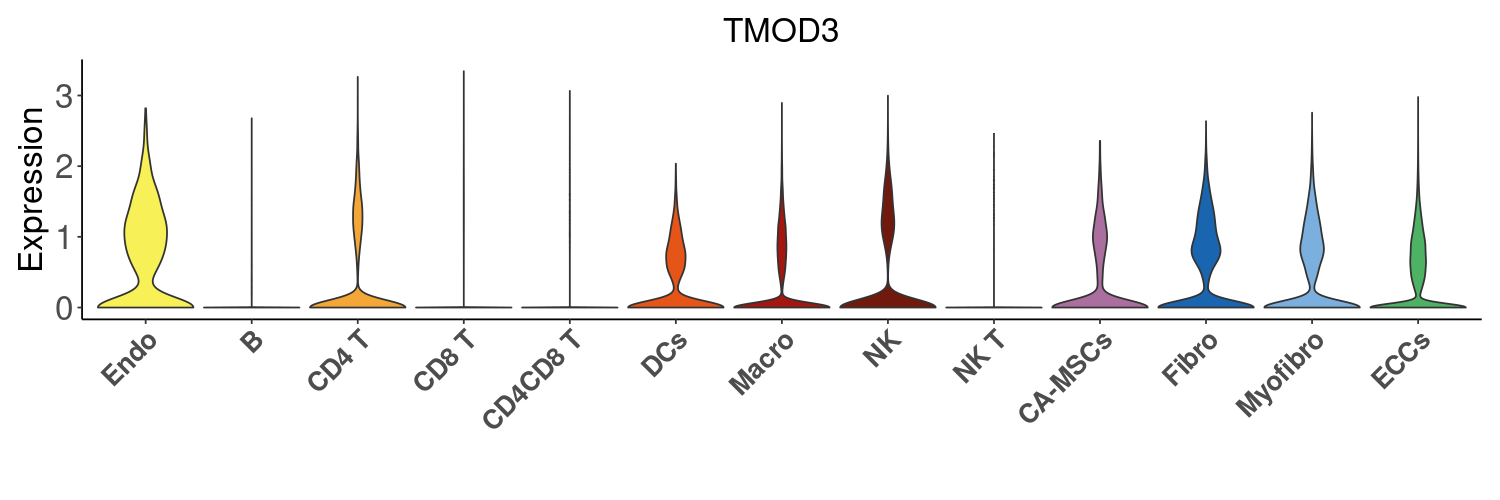 TMOD3
Expression
3
2
1
0
Endo
B
CD4 T
CD8 T
CD4CD8 T
DCs
Macro
NK
NK T
CA-MSCs
Fibro
Myofibro
ECCs